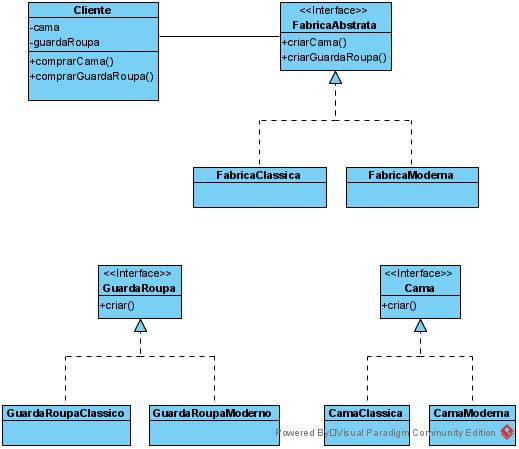 Cliente
-cama
-guardaRoupa
+comprarCama()
+comprarGuardaRoupa()
<<Interface>>
FabricaAbstrata
+criarCama()
+criarGuardaRoupa()
FabricaClassica
FabricaModerna
<<Interface>>
GuardaRoupa
+criar()
<<Interface>>
Cama
+criar()
GuardaRoupaClassico
GuardaRoupaModerno
CamaClassica
CamaModerna
Powered By Visual Paradigm Community Edition